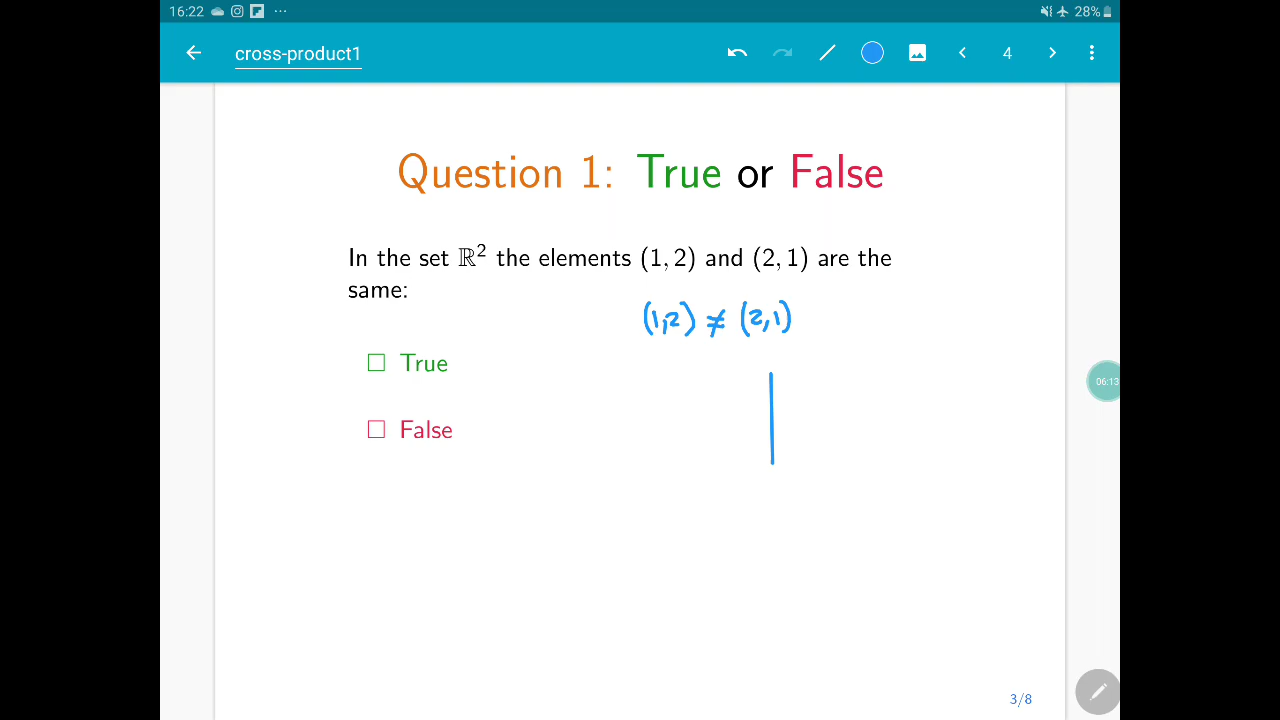 16:22 ... 28%
cross-product1 4
Question 1: True or False
In the set ℝ² the elements (1, 2) and (2, 1) are the
same:
(1,2) ≠ (2,1)
☐ True
06:13
☐ False
3/8